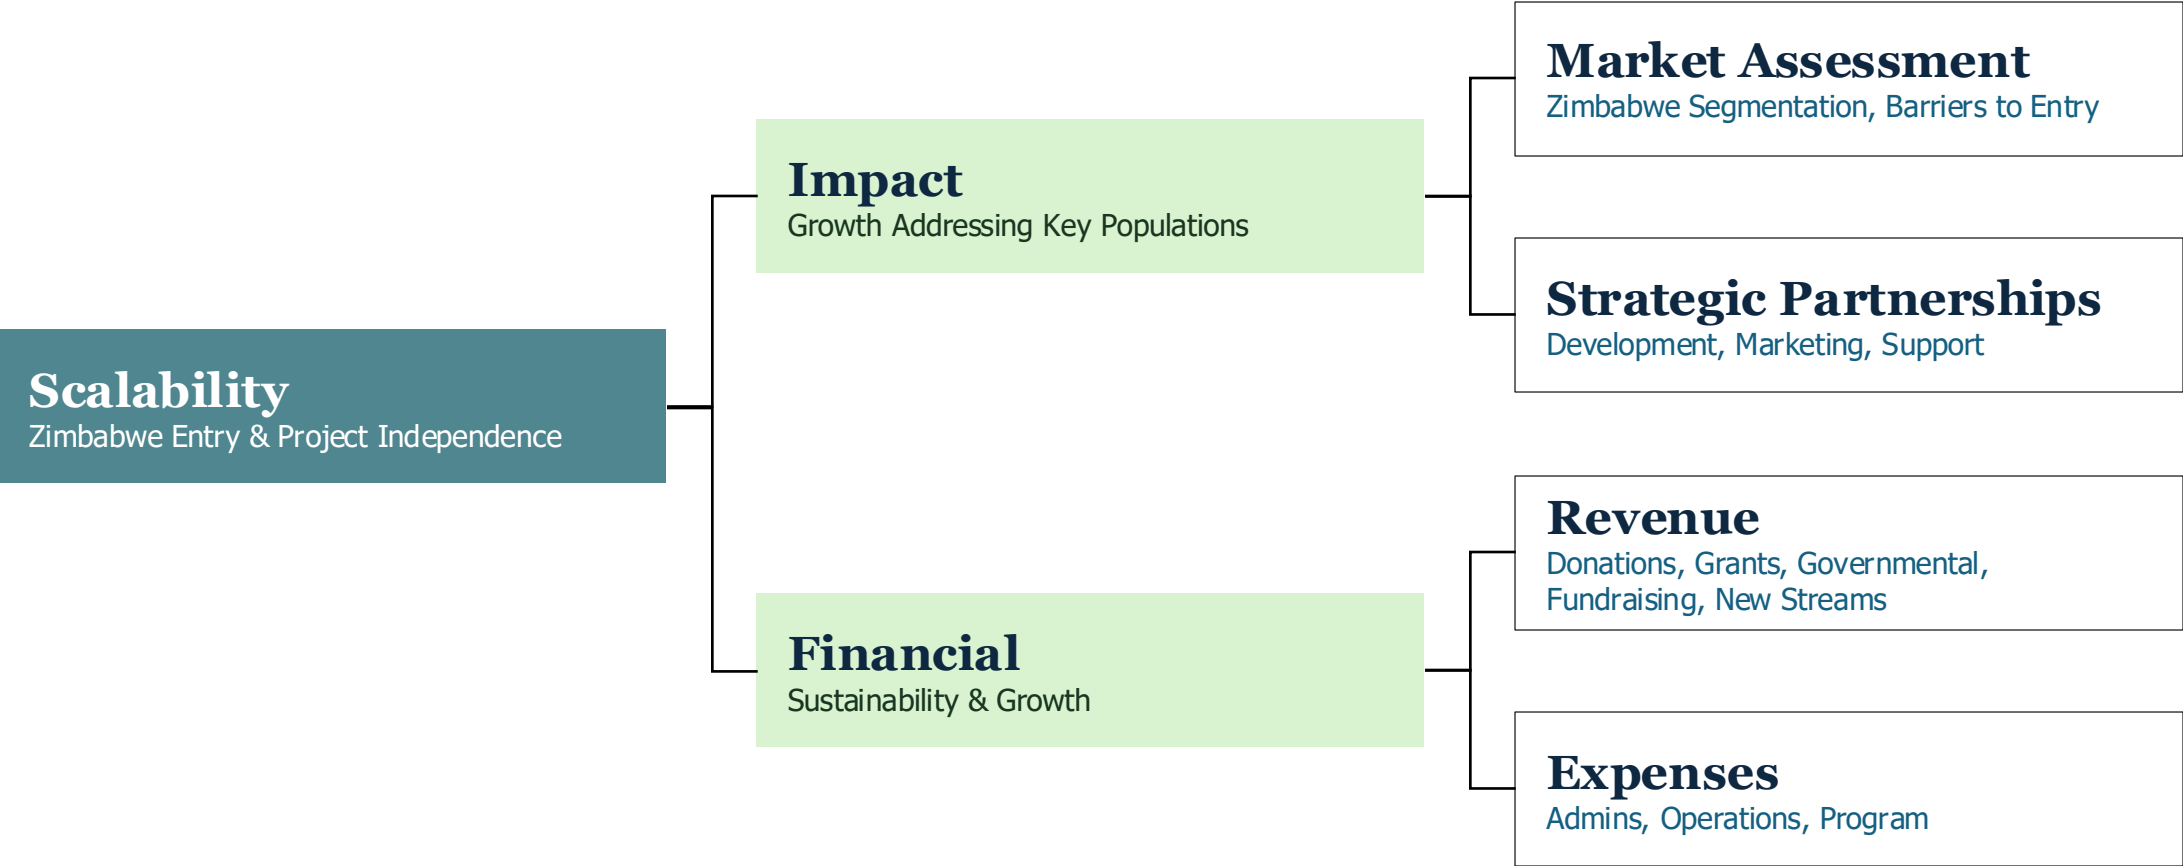 Scalability
Zimbabwe Entry & Project Independence
Impact
Growth Addressing Key Populations
Financial
Sustainability & Growth
Market Assessment
Zimbabwe Segmentation, Barriers to Entry
Strategic Partnerships
Development, Marketing, Support
Revenue
Donations, Grants, Governmental,
Fundraising, New Streams
Expenses
Admins, Operations, Program